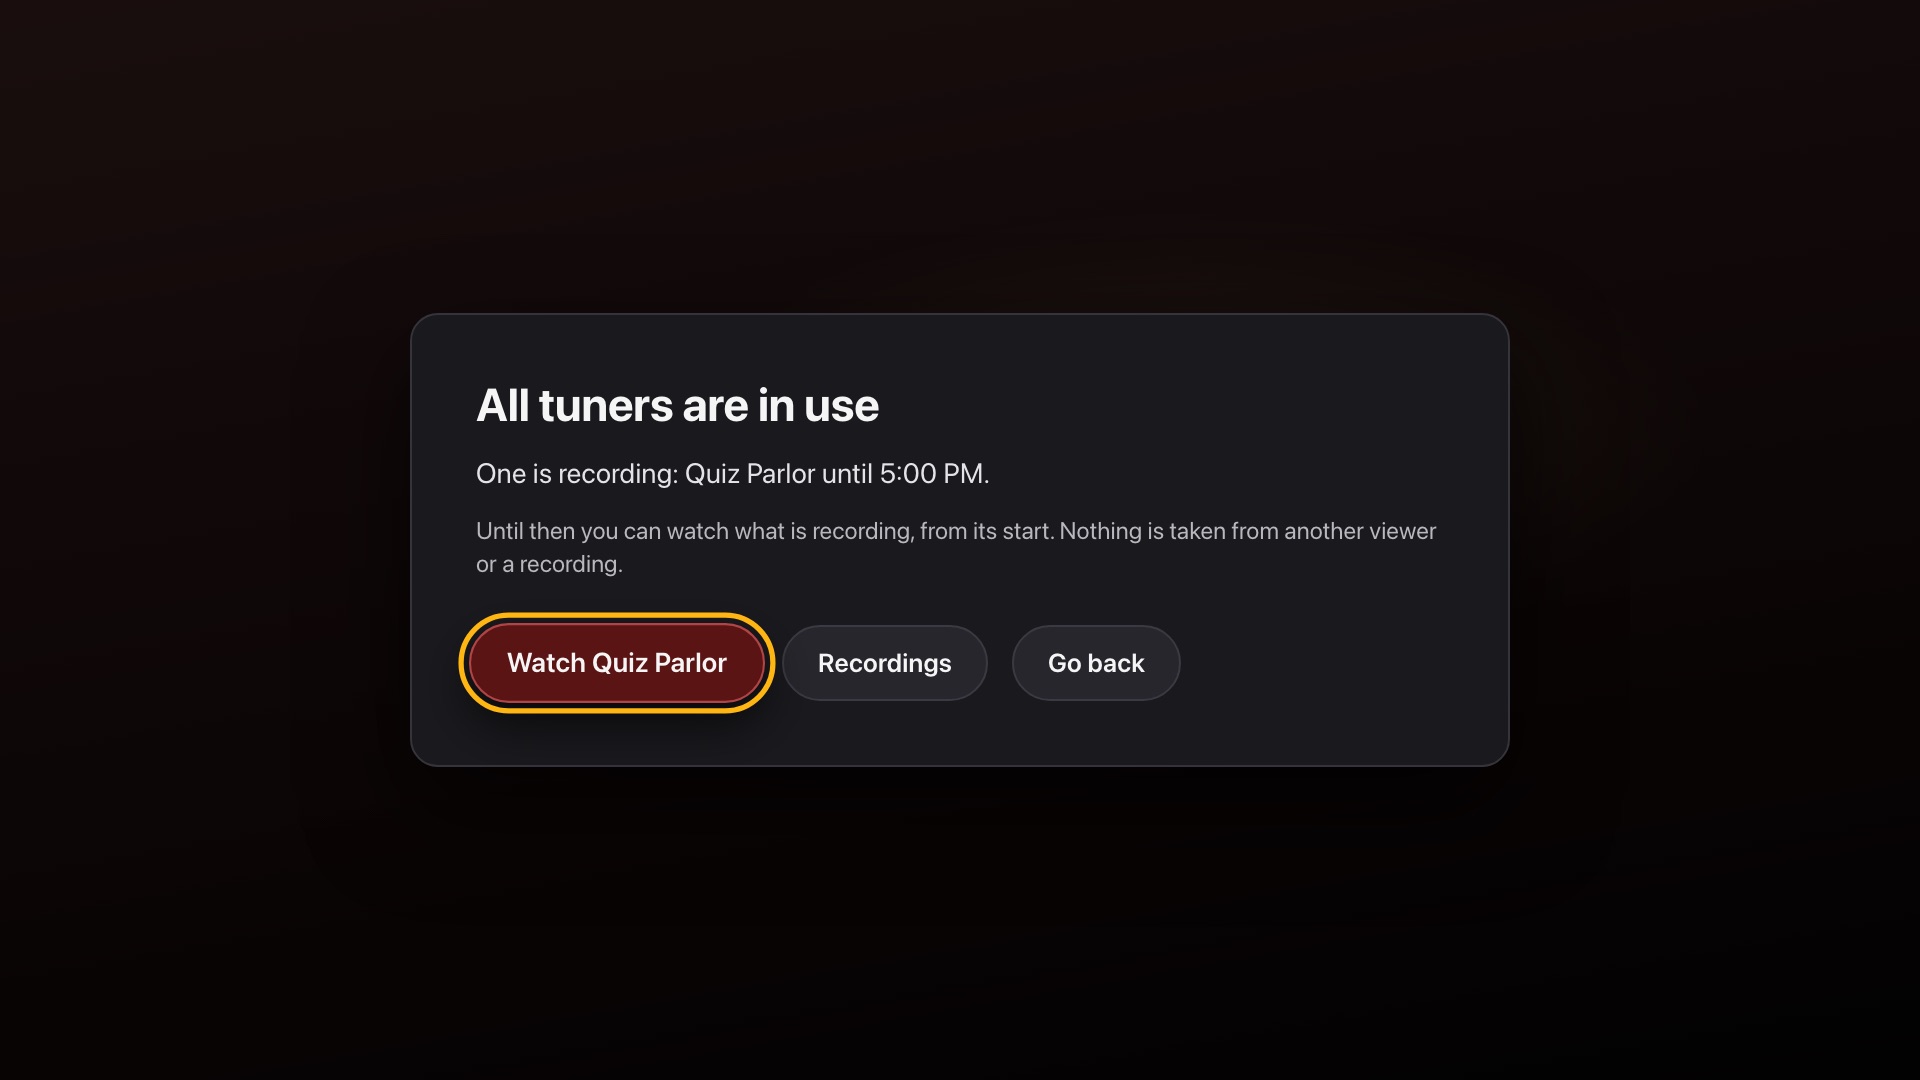 All tuners are in use
One is recording: Quiz Parlor until 5:00 PM.
Until then you can watch what is recording, from its start. Nothing is taken from another viewer
or a recording.
Watch Quiz Parlor
Recordings
Go back